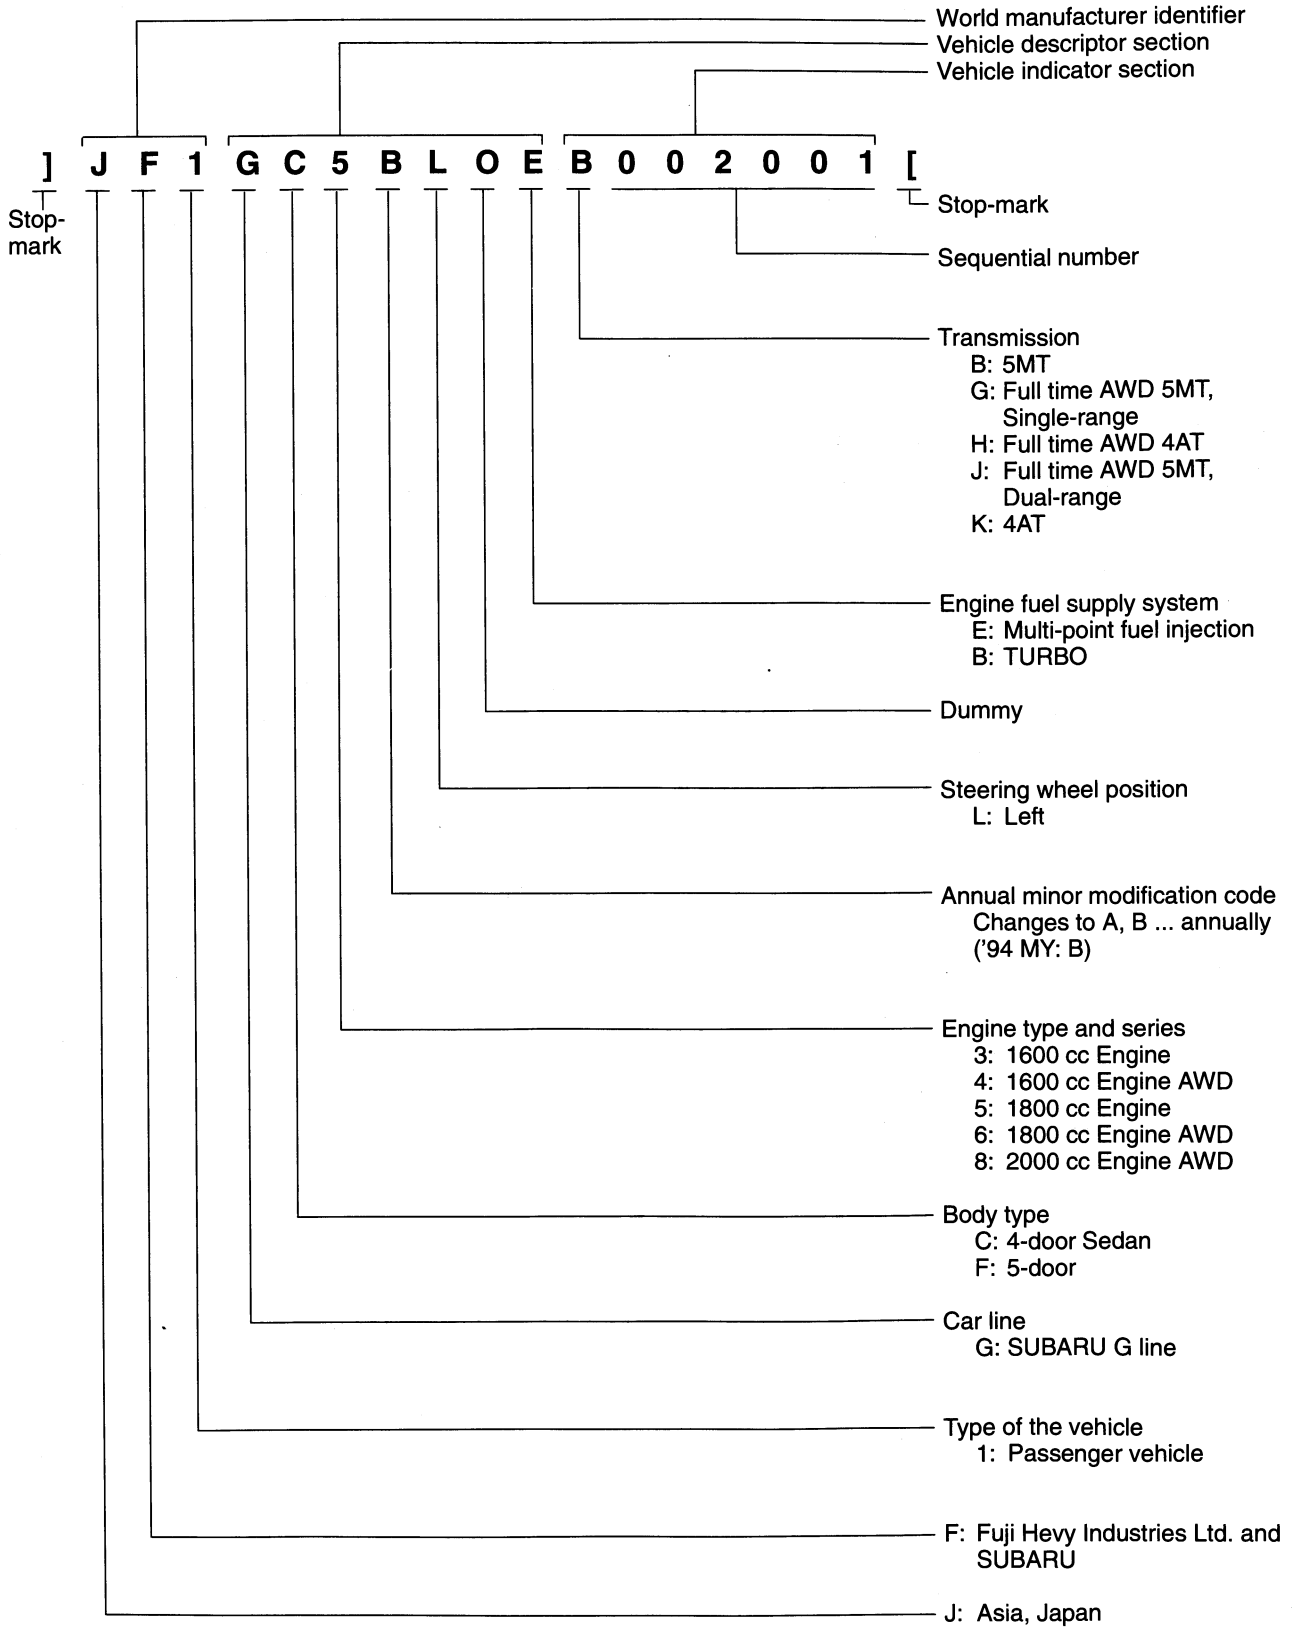 World manufacturer identifier
Vehicle descriptor section
Vehicle indicator section
] J F 1 G C 5 B L O E B 0 0 2 0 0 1 [
Stop-
mark
Stop-mark
Sequential number
Transmission
B: 5MT
G: Full time AWD 5MT,
Single-range
H: Full time AWD 4AT
J: Full time AWD 5MT,
Dual-range
K: 4AT
Engine fuel supply system
E: Multi-point fuel injection
B: TURBO
Dummy
Steering wheel position
L: Left
Annual minor modification code
Changes to A, B ... annually
('94 MY: B)
Engine type and series
3: 1600 cc Engine
4: 1600 cc Engine AWD
5: 1800 cc Engine
6: 1800 cc Engine AWD
8: 2000 cc Engine AWD
Body type
C: 4-door Sedan
F: 5-door
Car line
G: SUBARU G line
Type of the vehicle
1: Passenger vehicle
F: Fuji Hevy Industries Ltd. and
SUBARU
J: Asia, Japan